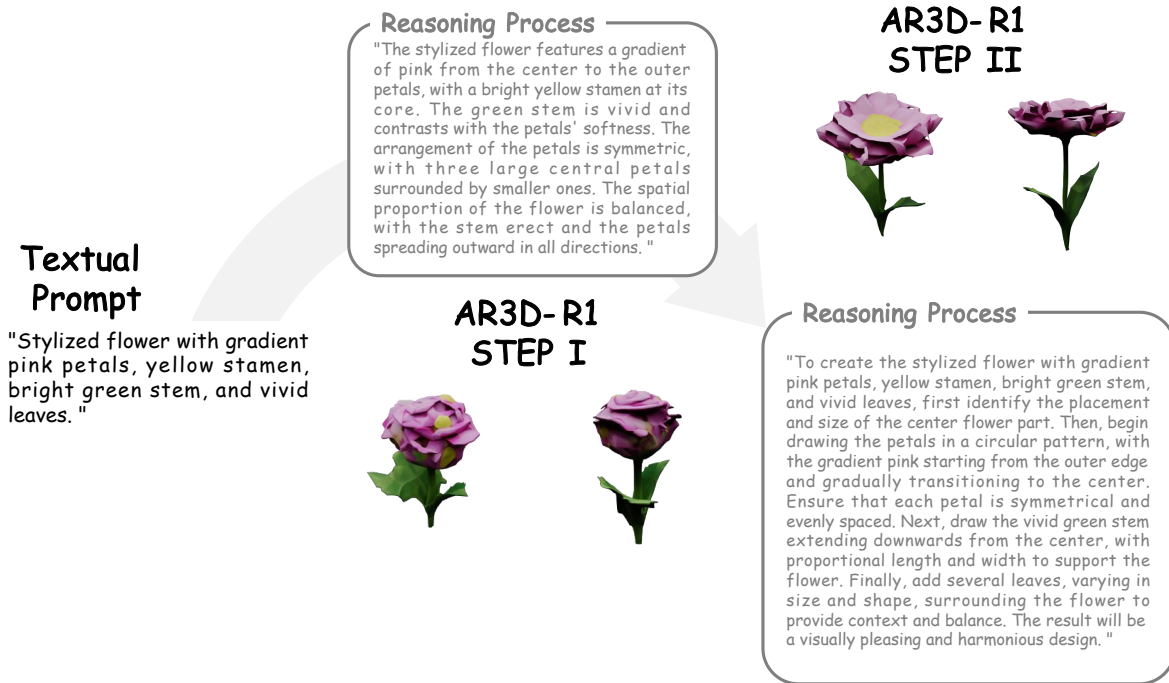 Textual
Prompt
"Stylized flower with gradient
pink petals, yellow stamen,
bright green stem, and vivid
leaves. "
Reasoning Process
"The stylized flower features a gradient
of pink from the center to the outer
petals, with a bright yellow stamen at its
core. The green stem is vivid and
contrasts with the petals' softness. The
arrangement of the petals is symmetric,
with three large central petals
surrounded by smaller ones. The spatial
proportion of the flower is balanced,
with the stem erect and the petals
spreading outward in all directions. "
AR3D-R1
STEP I
AR3D-R1
STEP II
Reasoning Process
"To create the stylized flower with gradient
pink petals, yellow stamen, bright green stem,
and vivid leaves, first identify the placement
and size of the center flower part. Then, begin
drawing the petals in a circular pattern, with
the gradient pink starting from the outer edge
and gradually transitioning to the center.
Ensure that each petal is symmetrical and
evenly spaced. Next, draw the vivid green stem
extending downwards from the center, with
proportional length and width to support the
flower. Finally, add several leaves, varying in
size and shape, surrounding the flower to
provide context and balance. The result will be
a visually pleasing and harmonious design. "